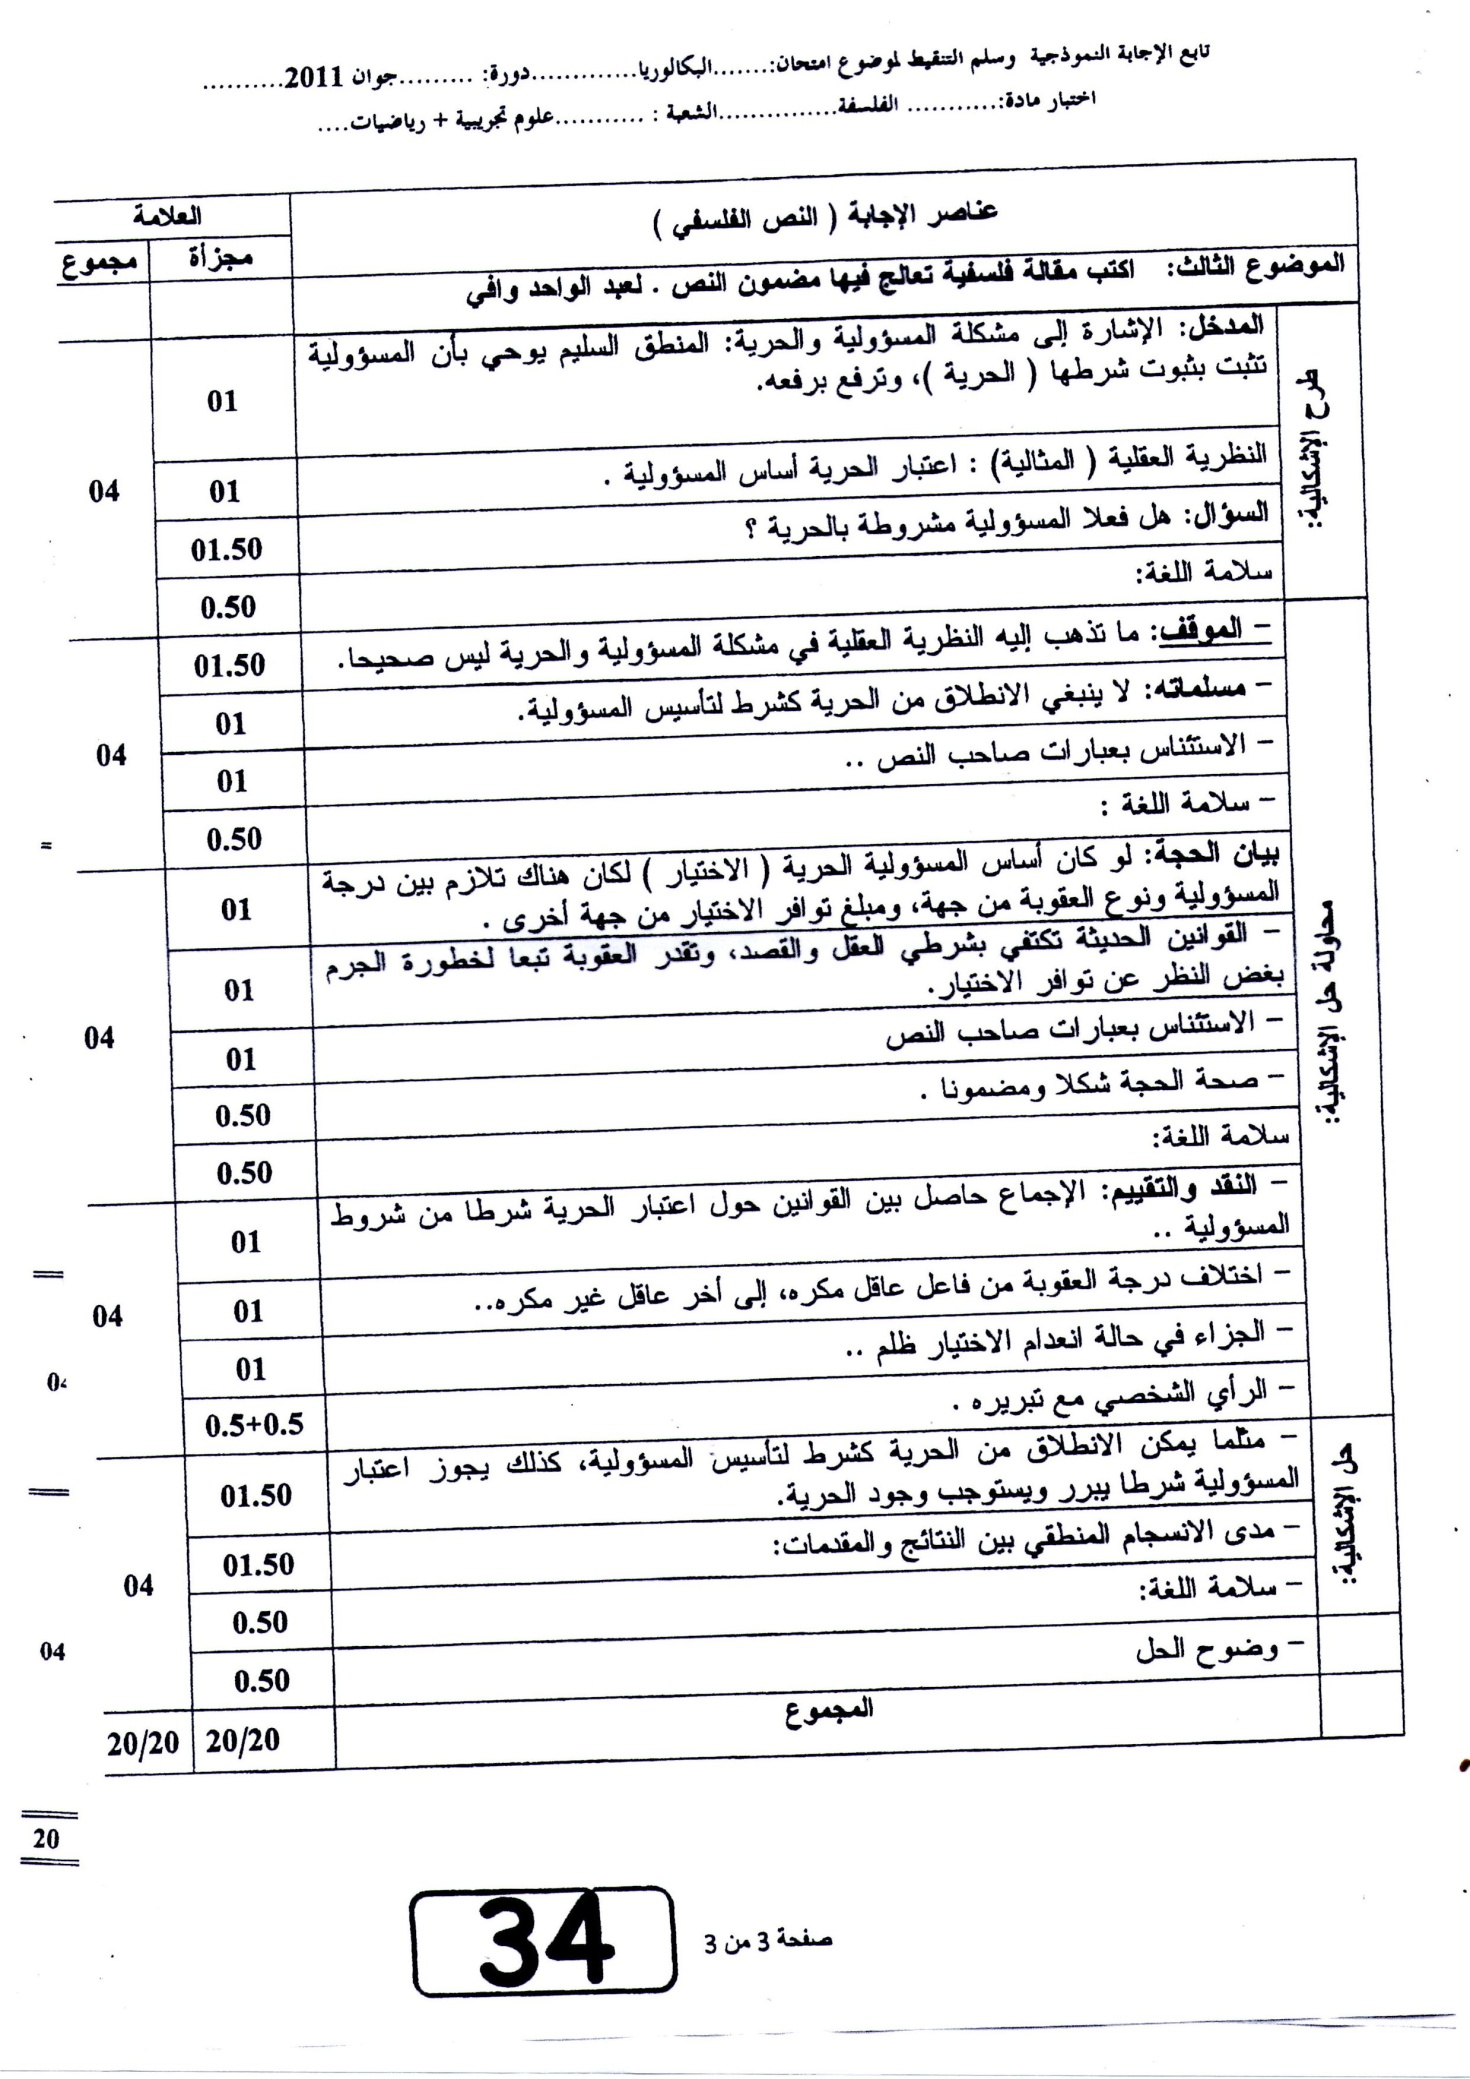 تابع الإجابة النموذجية وسلم التنقيط لموضوع امتحان:.......البكالوريا.............دورة: .........جوان 2011..........
اختبار مادة:........... الفلسفة...............الشعبة : ...........علوم تجريبية + رياضيات....
عناصر الإجابة ( النص الفلسفي )
العلامة
مجزأة
مجموع
الموضوع الثالث: اكتب مقالة فلسفية تعالج فيها مضمون النص . لعبد الواحد وافي
طرح الإشكالية:
المدخل: الإشارة إلى مشكلة المسؤولية والحرية: المنطق السليم يوحي بأن المسؤولية
تثبت بثبوت شرطها ( الحرية )، وترفع برفعه.
01
النظرية العقلية ( المثالية) : اعتبار الحرية أساس المسؤولية .
01
04
السؤال: هل فعلا المسؤولية مشروطة بالحرية ؟
01.50
سلامة اللغة:
0.50
محاولة حل الإشكالية:
– الموقف: ما تذهب إليه النظرية العقلية في مشكلة المسؤولية والحرية ليس صحيحا.
01.50
– مسلماته: لا ينبغي الانطلاق من الحرية كشرط لتأسيس المسؤولية.
01
04
– الاستئناس بعبارات صاحب النص ..
01
– سلامة اللغة :
0.50
=
بيان الحجة: لو كان أساس المسؤولية الحرية ( الاختيار ) لكان هناك تلازم بين درجة
المسؤولية ونوع العقوبة من جهة، ومبلغ توافر الاختيار من جهة أخرى .
01
– القوانين الحديثة تكتفي بشرطي العقل والقصد، وتقدر العقوبة تبعا لخطورة الجرم
بغض النظر عن توافر الاختيار.
01
04
– الاستئناس بعبارات صاحب النص
01
– صحة الحجة شكلا ومضمونا .
0.50
سلامة اللغة:
0.50
– النقد والتقييم: الإجماع حاصل بين القوانين حول اعتبار الحرية شرطا من شروط
المسؤولية ..
01
– اختلاف درجة العقوبة من فاعل عاقل مكره، إلى أخر عاقل غير مكره..
01
04
– الجزاء في حالة انعدام الاختيار ظلم ..
01
– الرأي الشخصي مع تبريره .
0.5+0.5
حل الإشكالية:
– مثلما يمكن الانطلاق من الحرية كشرط لتأسيس المسؤولية، كذلك يجوز اعتبار
المسؤولية شرطا يبرر ويستوجب وجود الحرية.
01.50
– مدى الانسجام المنطقي بين النتائج والمقدمات:
01.50
04
– سلامة اللغة:
0.50
– وضوح الحل
0.50
04
المجموع
20/20
20/20
20
صفحة 3 من 3
34